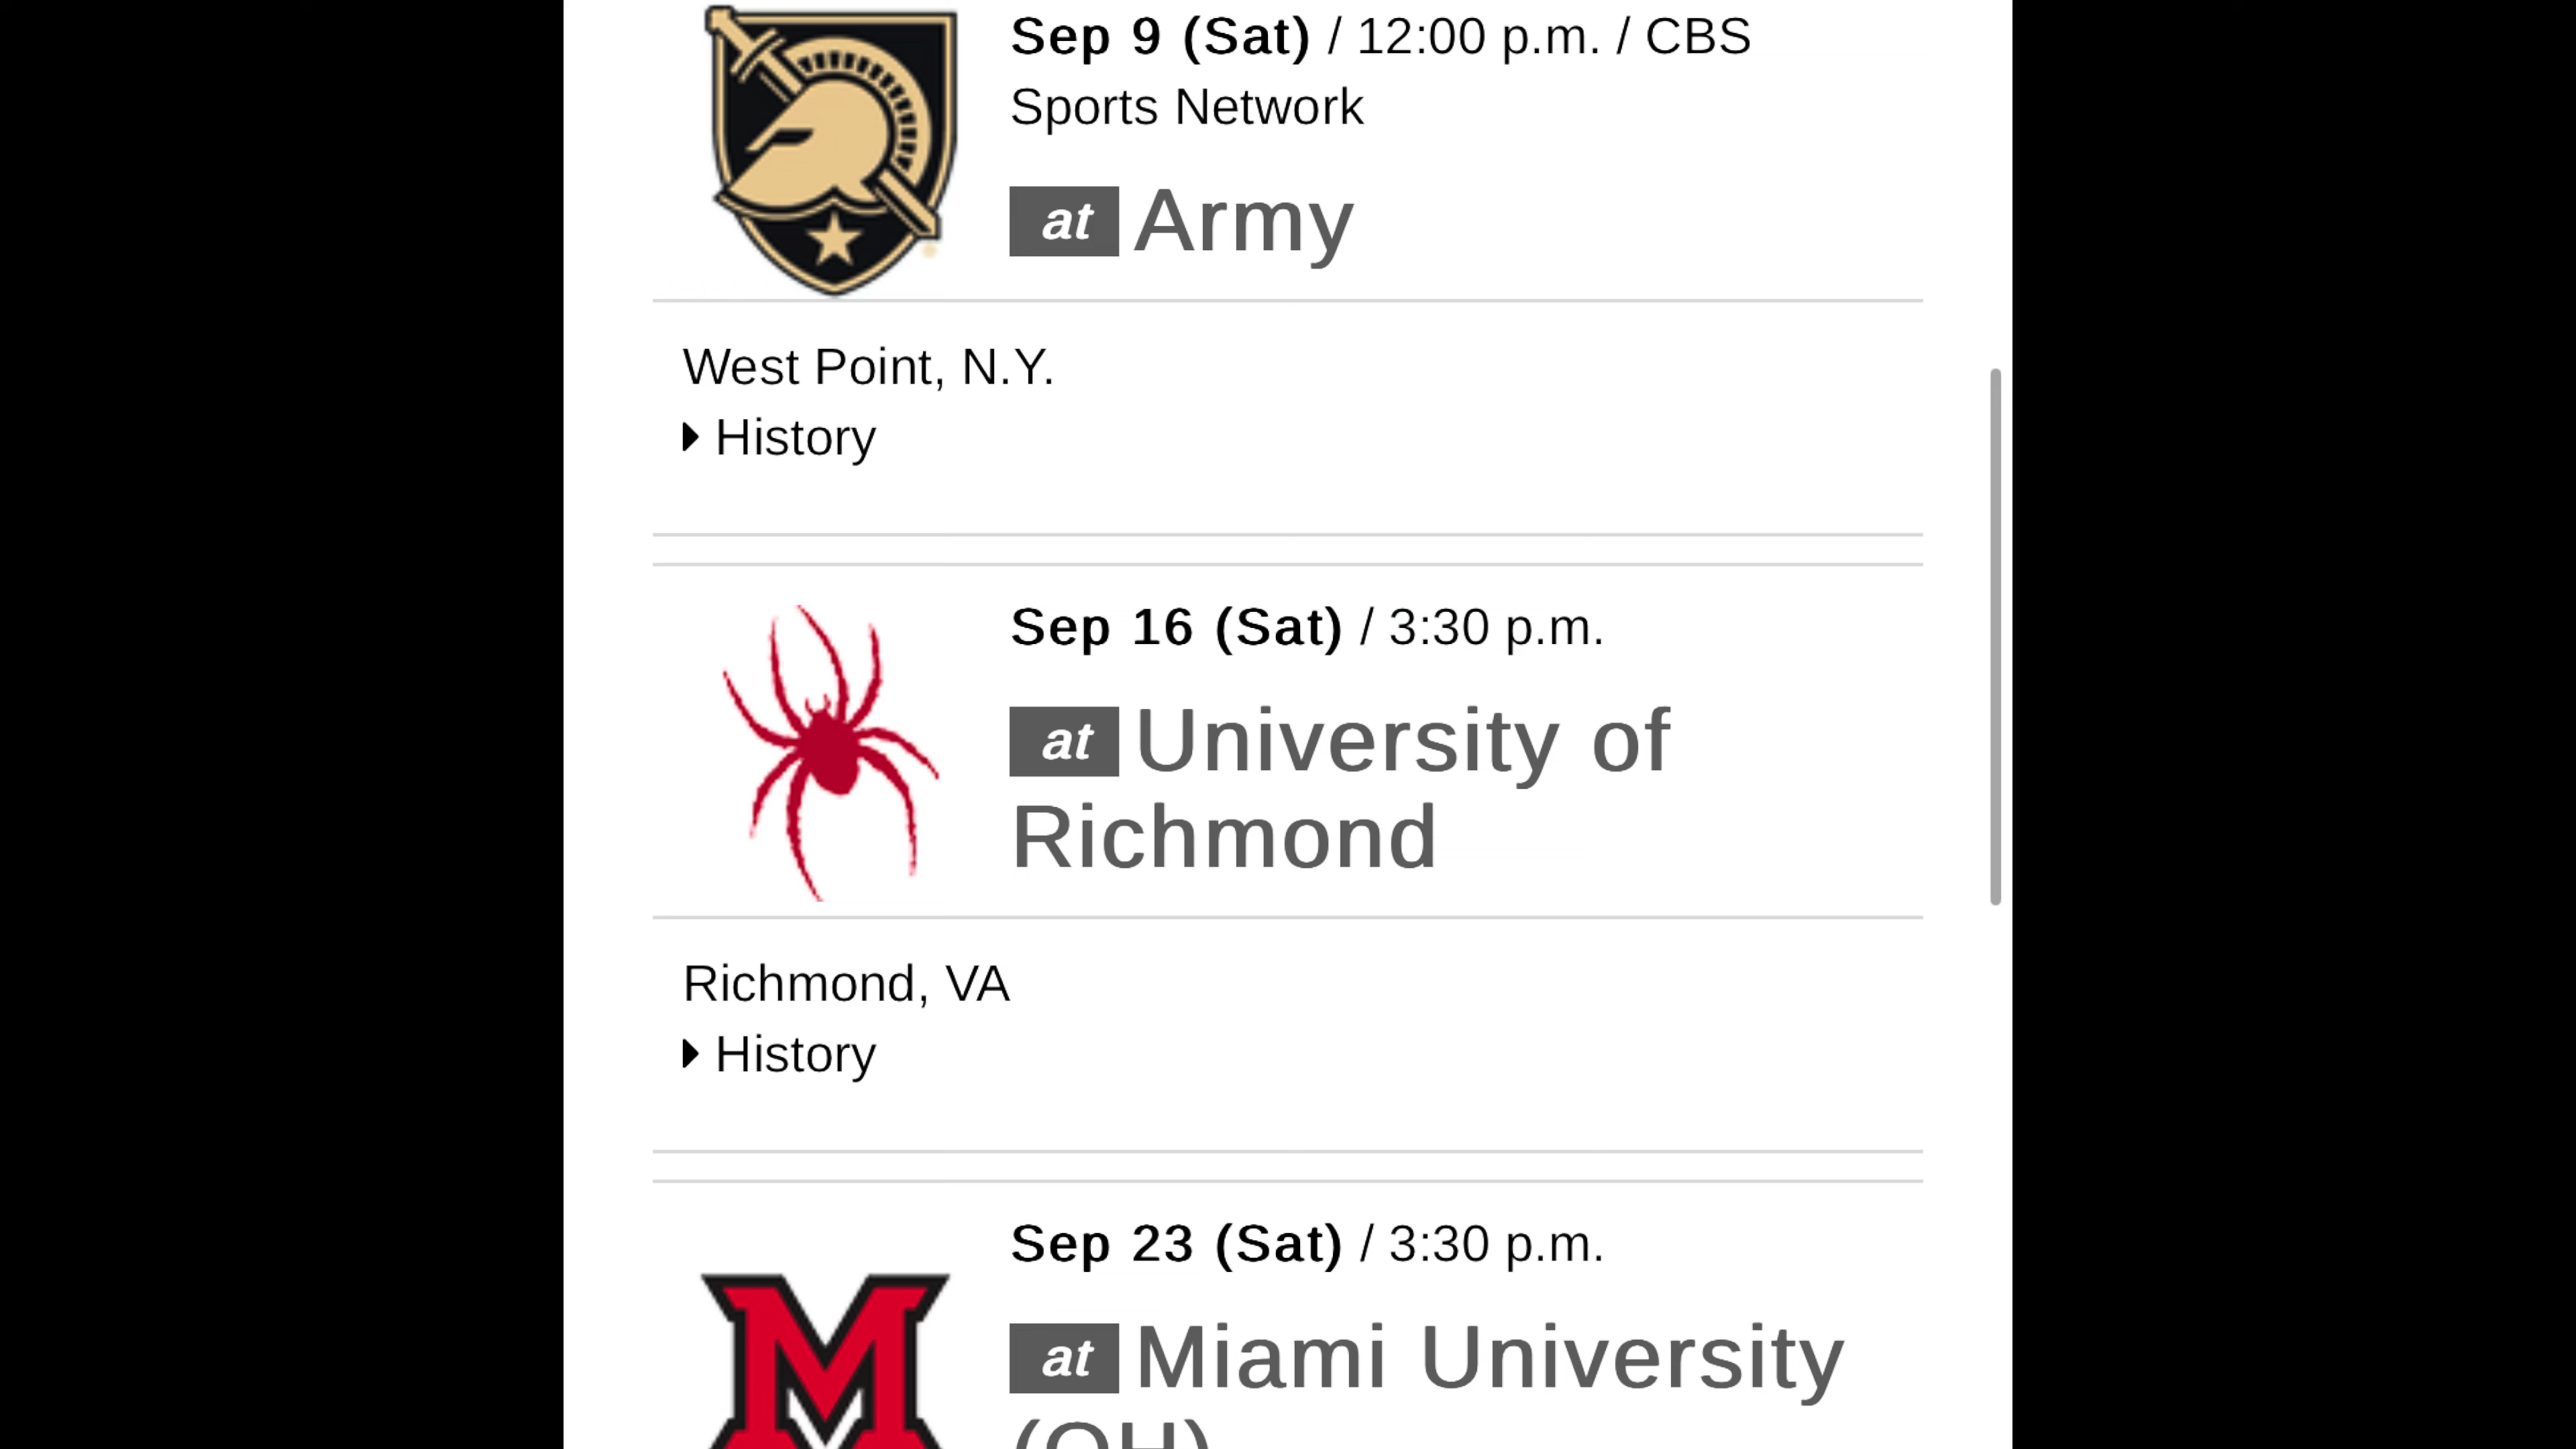 Sep 9 (Sat) / 12:00 p.m. / CBS
Sports Network
at Army
West Point, N.Y.
History
Sep 16 (Sat) / 3:30 p.m.
at University of
Richmond
Richmond, VA
History
Sep 23 (Sat) / 3:30 p.m.
M
at Miami University
(OH)